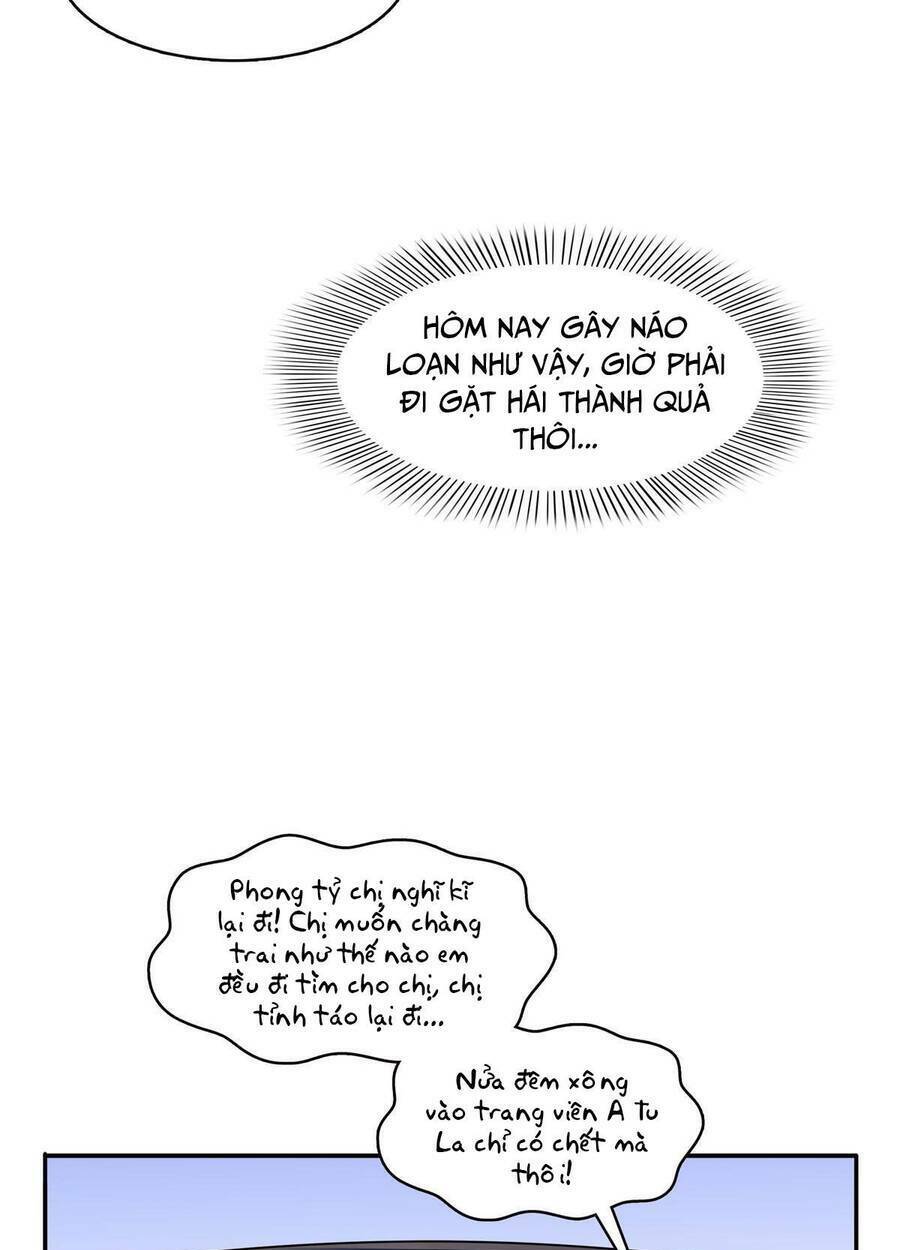 HÔM NAY GÂY NÁO
LOẠN NHƯ VẬY, GIỜ PHẢI
ĐI GẶT HÁI THÀNH QUẢ
THÔI...
Phong tỷ chị nghĩ kĩ
lại đi! Chị muốn chàng
trai như thế nào em
đều đi tìm cho chị, chị
tỉnh táo lại đi...
Nửa đêm xông
vào trang viên A Tu
La chỉ có chết mà
thôi!